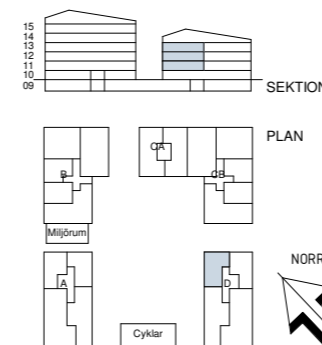 15
14
13
12
11
10
09
SEKTION
PLAN
CA
B
CB
Miljörum
NORR
A
D
Cyklar